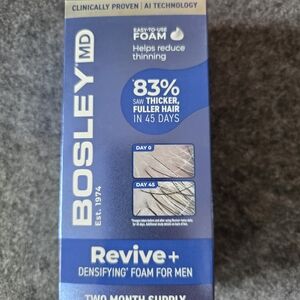 CLINICALLY PROVEN | AI TECHNOLOGY
BOSLEY MD
Est. 1974
EASY-TO-USE
FOAM
Helps reduce
thinning
83%
SAW THICKER,
FULLER HAIR
IN 45 DAYS
DAY 0
DAY 45
Revive+
DENSIFYING* FOAM FOR MEN
TWO MONTH SUPPLY